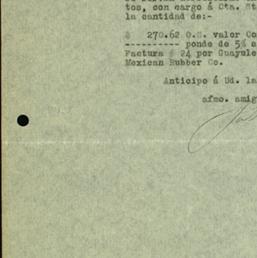 tos, con cargo á Cta. St
la cantidad de:-
$ 270.62 O.S. valor Co
---------- ponde de 5% s
Factura # 24 por Guayule
Mexican Rubber Co.
Anticipo á Ud. la
afmo. amig